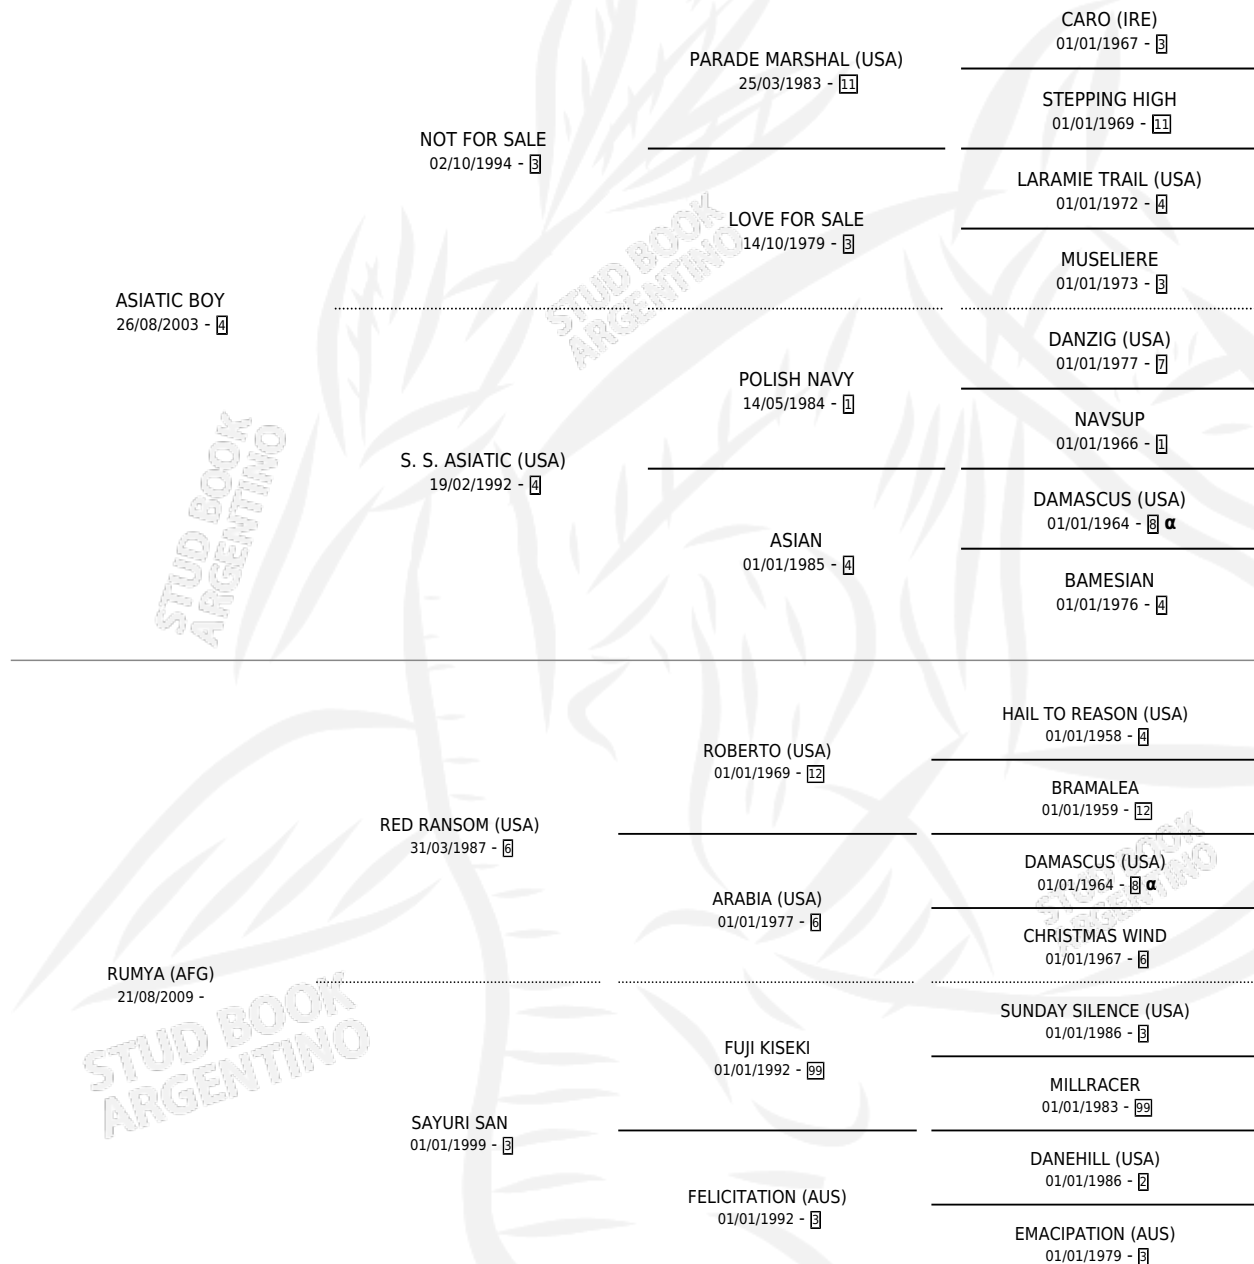 CARO (IRE)
01/01/1967 - 3
PARADE MARSHAL (USA)
25/03/1983 - 11
STEPPING HIGH
01/01/1969 - 11
NOT FOR SALE
02/10/1994 - 3
LARAMIE TRAIL (USA)
01/01/1972 - 4
LOVE FOR SALE
14/10/1979 - 3
MUSELIERE
01/01/1973 - 3
ASIATIC BOY
26/08/2003 - 4
DANZIG (USA)
01/01/1977 - 7
POLISH NAVY
14/05/1984 - 1
NAVSUP
01/01/1966 - 1
S. S. ASIATIC (USA)
19/02/1992 - 4
DAMASCUS (USA)
01/01/1964 - 8 α
ASIAN
01/01/1985 - 4
BAMESIAN
01/01/1976 - 4
HAIL TO REASON (USA)
01/01/1958 - 4
ROBERTO (USA)
01/01/1969 - 12
BRAMALEA
01/01/1959 - 12
RED RANSOM (USA)
31/03/1987 - 6
DAMASCUS (USA)
01/01/1964 - 8 α
ARABIA (USA)
01/01/1977 - 6
CHRISTMAS WIND
01/01/1967 - 6
RUMYA (AFG)
21/08/2009 -
SUNDAY SILENCE (USA)
01/01/1986 - 3
FUJI KISEKI
01/01/1992 - 99
MILLRACER
01/01/1983 - 99
SAYURI SAN
01/01/1999 - 3
DANEHILL (USA)
01/01/1986 - 2
FELICITATION (AUS)
01/01/1992 - 3
EMACIPATION (AUS)
01/01/1979 - 3
STUD BOOK
ARGENTINO
STUD BOOK
ARGENTINO
STUD BOOK
ARGENTINO
STUD BOOK
ARGENTINO